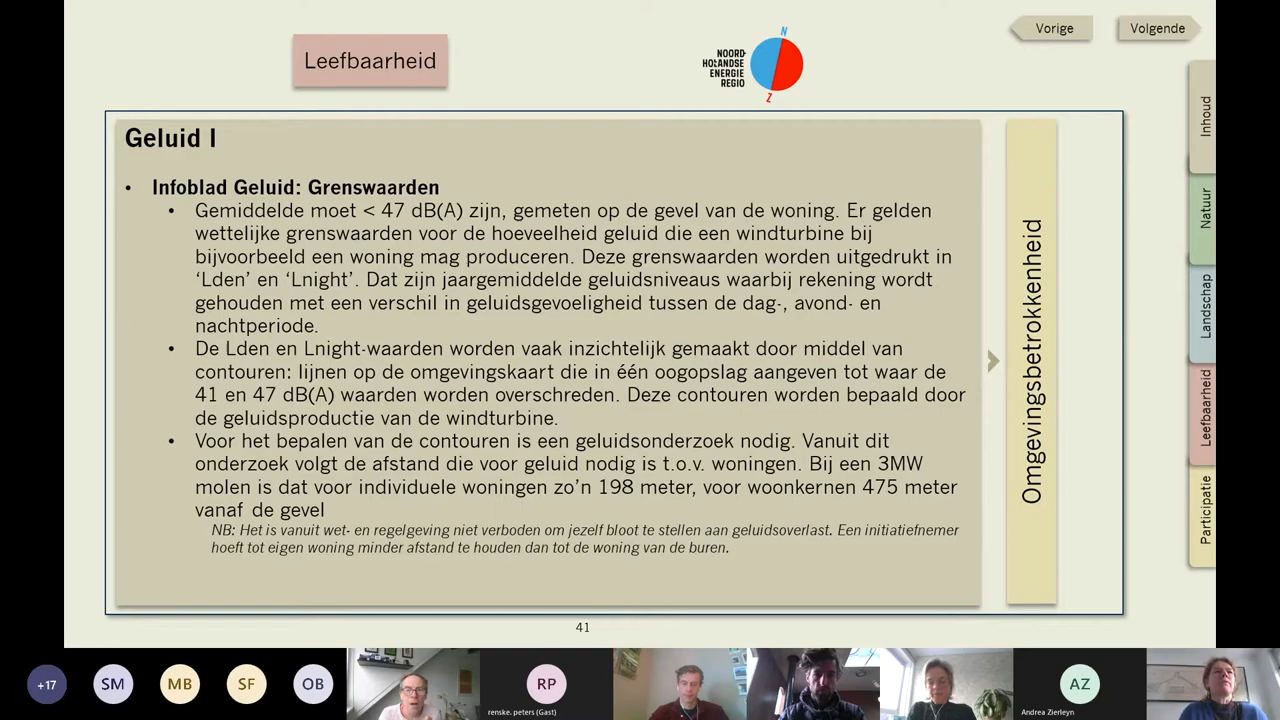 Vorige
Volgende
Leefbaarheid
N
NOORD-
HOLLANDSE
ENERGIE
REGIO
Z
Inhoud
Natuur
Landschap
Leefbaarheid
Participatie
Geluid I
• Infoblad Geluid: Grenswaarden
• Gemiddelde moet < 47 dB(A) zijn, gemeten op de gevel van de woning. Er gelden
wettelijke grenswaarden voor de hoeveelheid geluid die een windturbine bij
bijvoorbeeld een woning mag produceren. Deze grenswaarden worden uitgedrukt in
‘Lden’ en ‘Lnight’. Dat zijn jaargemiddelde geluidsniveaus waarbij rekening wordt
gehouden met een verschil in geluidsgevoeligheid tussen de dag-, avond- en
nachtperiode.
• De Lden en Lnight-waarden worden vaak inzichtelijk gemaakt door middel van
contouren: lijnen op de omgevingskaart die in één oogopslag aangeven tot waar de
41 en 47 dB(A) waarden worden overschreden. Deze contouren worden bepaald door
de geluidsproductie van de windturbine.
• Voor het bepalen van de contouren is een geluidsonderzoek nodig. Vanuit dit
onderzoek volgt de afstand die voor geluid nodig is t.o.v. woningen. Bij een 3MW
molen is dat voor individuele woningen zo’n 198 meter, voor woonkernen 475 meter
vanaf de gevel
NB: Het is vanuit wet- en regelgeving niet verboden om jezelf bloot te stellen aan geluidsoverlast. Een initiatiefnemer
hoeft tot eigen woning minder afstand te houden dan tot de woning van de buren.
Omgevingsbetrokkenheid
41
+17
SM
MB
SF
OB
RP
renske. peters (Gast)
AZ
Andrea Zierleyn